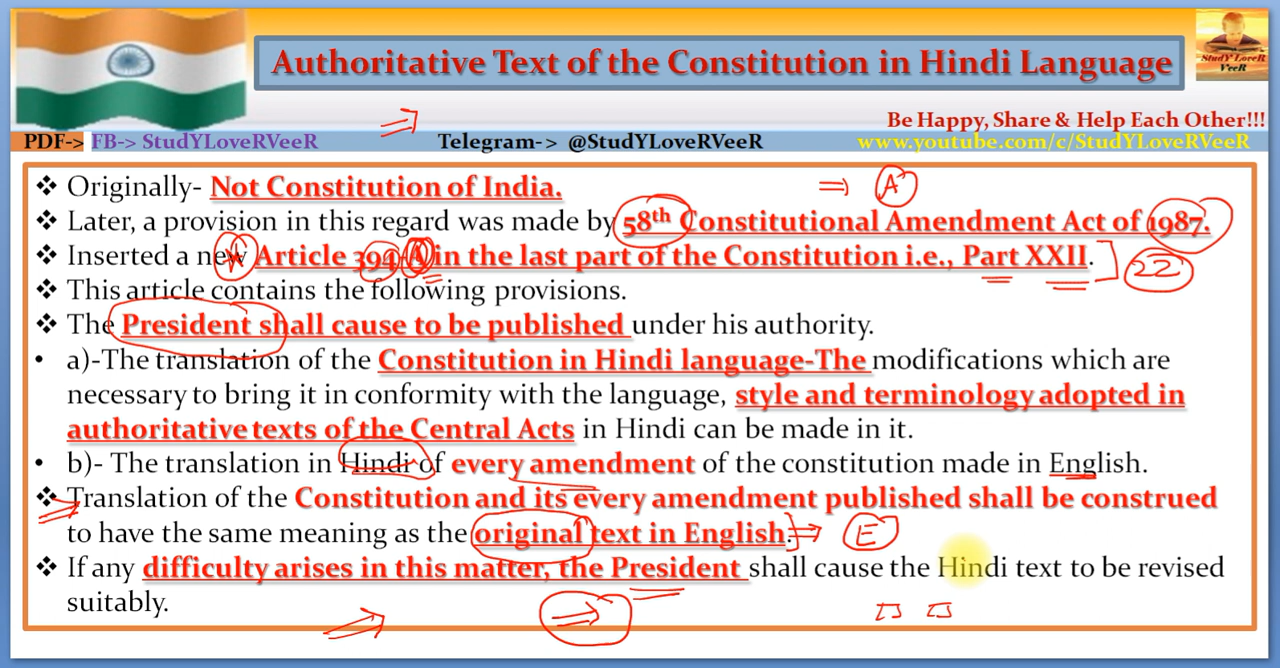 Authoritative Text of the Constitution in Hindi Language
StudY LoveR
VeeR
Be Happy, Share & Help Each Other!!!
PDF-> FB-> StudYLoveRVeeR Telegram-> @StudYLoveRVeeR www.youtube.com/c/StudYLoveRVeeR
❖ Originally- Not Constitution of India. ⇒ A
❖ Later, a provision in this regard was made by 58th Constitutional Amendment Act of 1987.
❖ Inserted a new Article 394-A in the last part of the Constitution i.e., Part XXII. 22
❖ This article contains the following provisions.
❖ The President shall cause to be published under his authority.
• a)-The translation of the Constitution in Hindi language-The modifications which are
necessary to bring it in conformity with the language, style and terminology adopted in
authoritative texts of the Central Acts in Hindi can be made in it.
• b)- The translation in Hindi of every amendment of the constitution made in English.
❖ Translation of the Constitution and its every amendment published shall be construed
to have the same meaning as the original text in English. ⇒ E
❖ If any difficulty arises in this matter, the President shall cause the Hindi text to be revised
suitably.